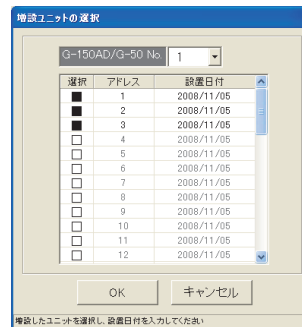 増設ユニットの選択
G-150AD/G-50 No. 1
選択 アドレス 設置日付
1 2008/11/05
2 2008/11/05
3 2008/11/05
4 2008/11/05
5 2008/11/05
6 2008/11/05
7 2008/11/05
8 2008/11/05
9 2008/11/05
10 2008/11/05
11 2008/11/05
12 2008/11/05
OK キャンセル
増設したユニットを選択し、設置日付を入力してください